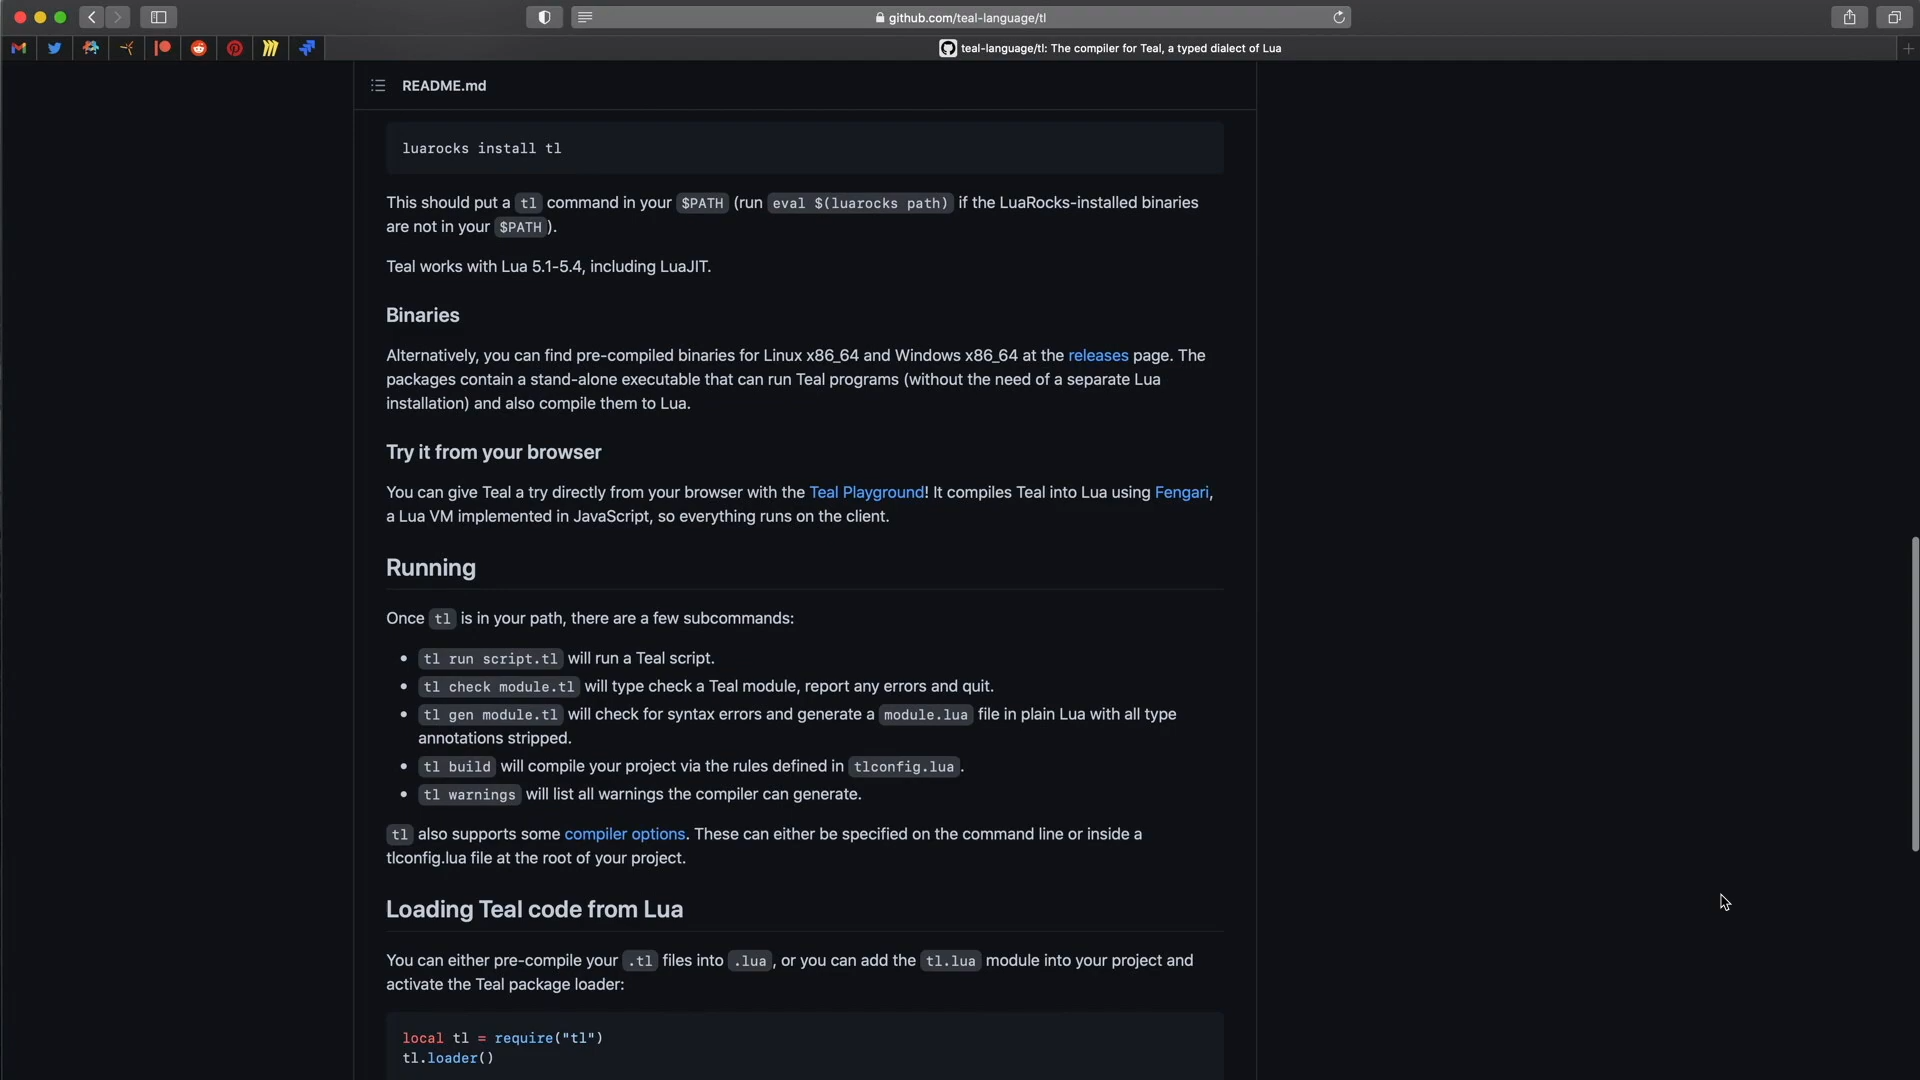 github.com/teal-language/tl
teal-language/tl: The compiler for Teal, a typed dialect of Lua
README.md
luarocks install tl
This should put a tl command in your $PATH (run eval $(luarocks path) if the LuaRocks-installed binaries
are not in your $PATH ).
Teal works with Lua 5.1-5.4, including LuaJIT.
Binaries
Alternatively, you can find pre-compiled binaries for Linux x86_64 and Windows x86_64 at the releases page. The
packages contain a stand-alone executable that can run Teal programs (without the need of a separate Lua
installation) and also compile them to Lua.
Try it from your browser
You can give Teal a try directly from your browser with the Teal Playground! It compiles Teal into Lua using Fengari,
a Lua VM implemented in JavaScript, so everything runs on the client.
Running
Once tl is in your path, there are a few subcommands:
• tl run script.tl will run a Teal script.
• tl check module.tl will type check a Teal module, report any errors and quit.
• tl gen module.tl will check for syntax errors and generate a module.lua file in plain Lua with all type
annotations stripped.
• tl build will compile your project via the rules defined in tlconfig.lua .
• tl warnings will list all warnings the compiler can generate.
tl also supports some compiler options. These can either be specified on the command line or inside a
tlconfig.lua file at the root of your project.
Loading Teal code from Lua
You can either pre-compile your .tl files into .lua , or you can add the tl.lua module into your project and
activate the Teal package loader:
local tl = require("tl")
tl.loader()